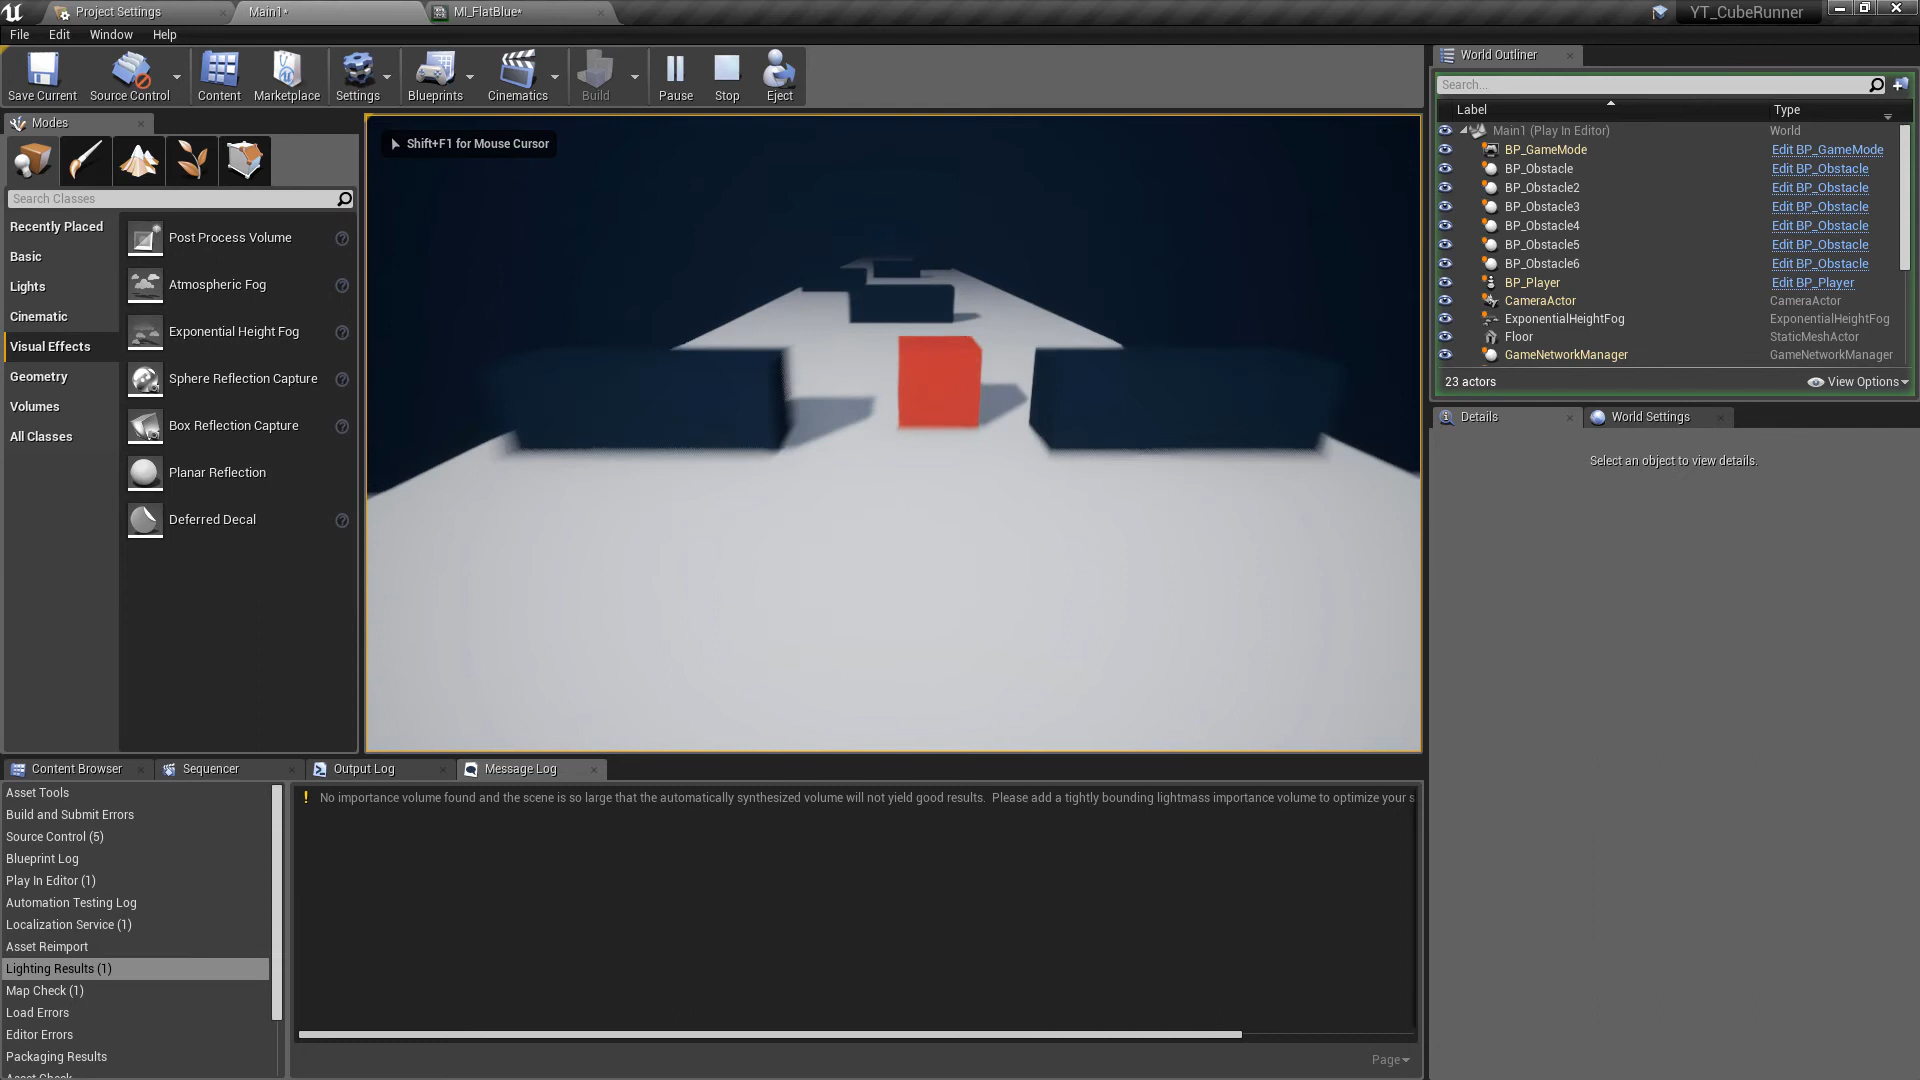 Project Settings
Main1*
MI_FlatBlue*
YT_CubeRunner
File
Edit
Window
Help
Save Current
Source Control
Content
Marketplace
Settings
Blueprints
Cinematics
Build
Pause
Stop
Eject
Modes
Search Classes
Recently Placed
Basic
Lights
Cinematic
Visual Effects
Geometry
Volumes
All Classes
Post Process Volume
Atmospheric Fog
Exponential Height Fog
Sphere Reflection Capture
Box Reflection Capture
Planar Reflection
Deferred Decal
Shift+F1 for Mouse Cursor
World Outliner
Search...
Label Type
Main1 (Play In Editor) World
BP_GameMode Edit BP_GameMode
BP_Obstacle Edit BP_Obstacle
BP_Obstacle2 Edit BP_Obstacle
BP_Obstacle3 Edit BP_Obstacle
BP_Obstacle4 Edit BP_Obstacle
BP_Obstacle5 Edit BP_Obstacle
BP_Obstacle6 Edit BP_Obstacle
BP_Player Edit BP_Player
CameraActor CameraActor
ExponentialHeightFog ExponentialHeightFog
Floor StaticMeshActor
GameNetworkManager GameNetworkManager
23 actors
View Options
Details
World Settings
Select an object to view details.
Content Browser
Sequencer
Output Log
Message Log
Asset Tools
Build and Submit Errors
Source Control (5)
Blueprint Log
Play In Editor (1)
Automation Testing Log
Localization Service (1)
Asset Reimport
Lighting Results (1)
Map Check (1)
Load Errors
Editor Errors
Packaging Results
Asset Check
No importance volume found and the scene is so large that the automatically synthesized volume will not yield good results. Please add a tightly bounding lightmass importance volume to optimize your s
Page